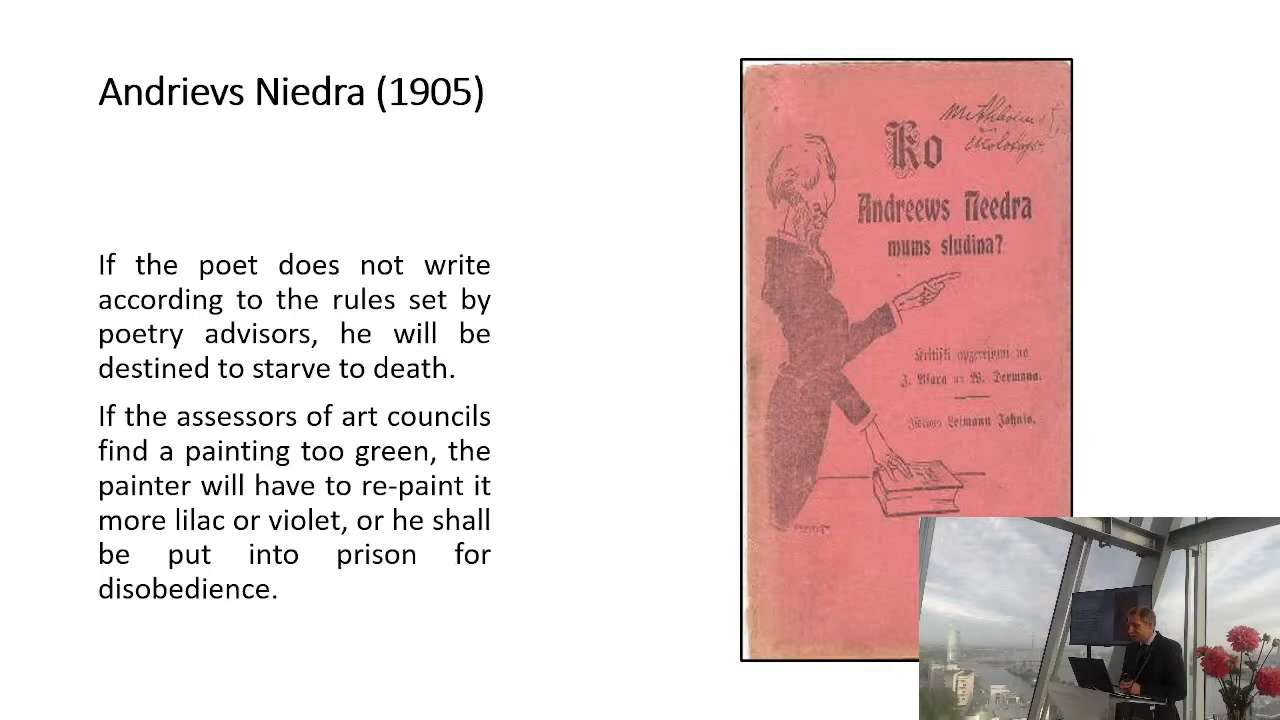 Andrievs Niedra (1905)
If the poet does not write
according to the rules set by
poetry advisors, he will be
destined to starve to death.
If the assessors of art councils
find a painting too green, the
painter will have to re-paint it
more lilac or violet, or he shall
be put into prison for
disobedience.
Ko
Andreews Needra
mums sludina?
J. W. Dermana.